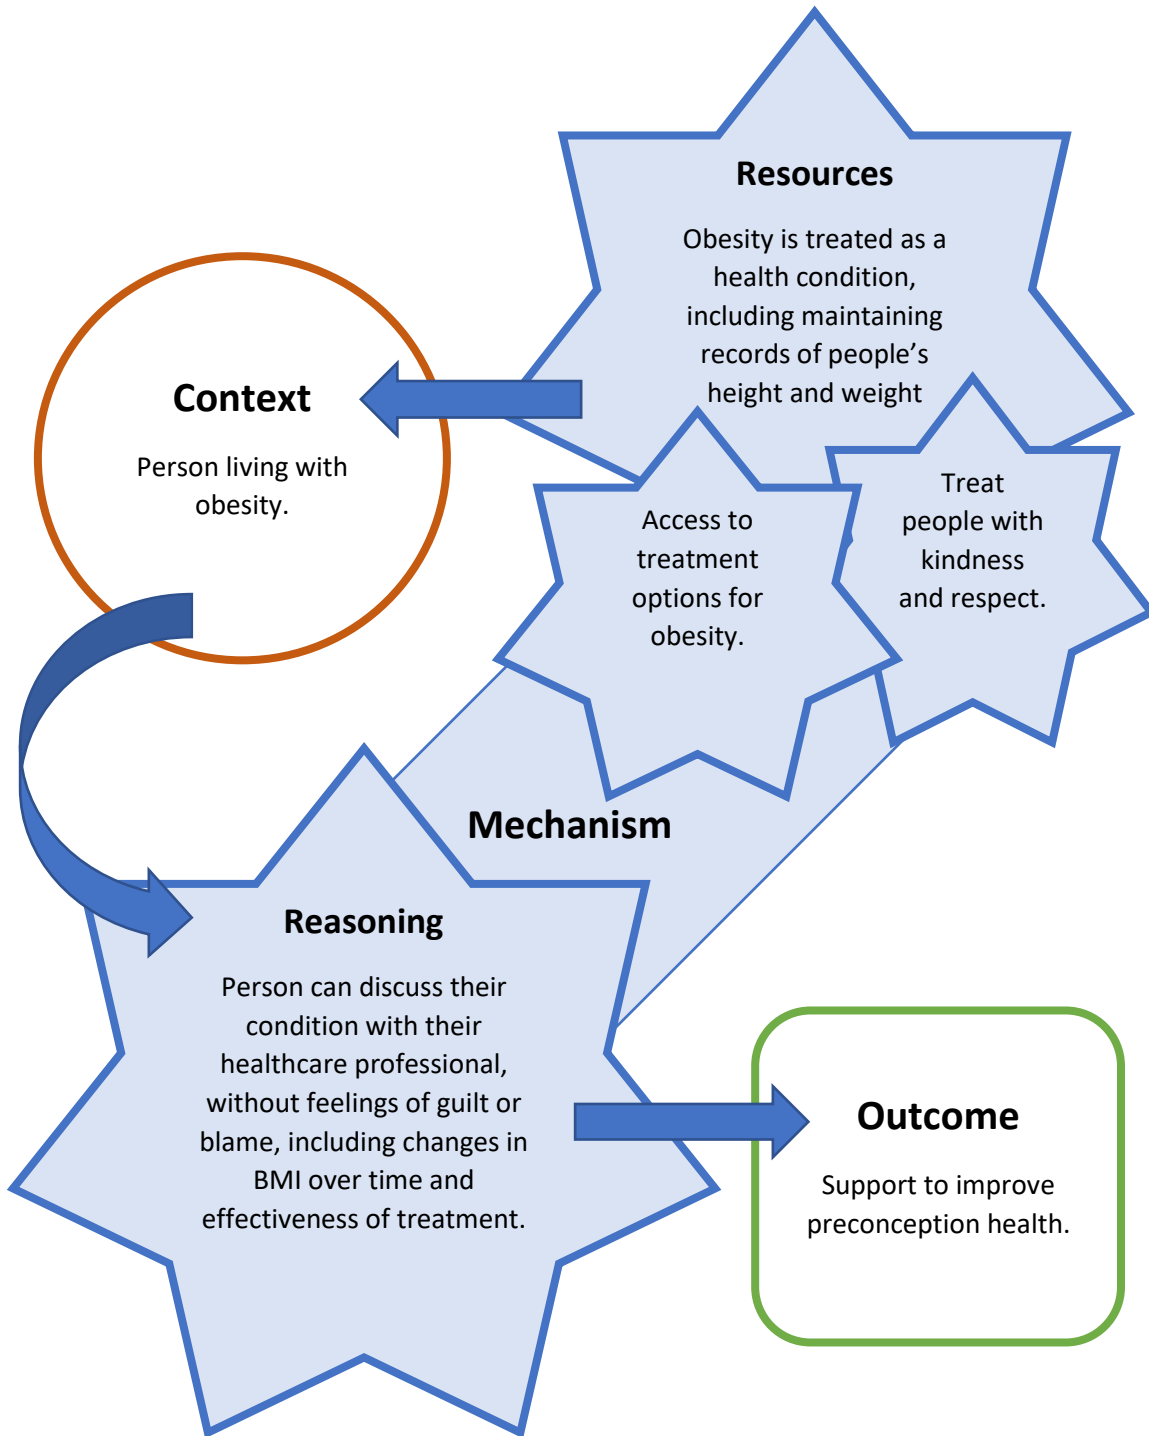 Resources
Obesity is treated as a
health condition,
including maintaining
records of people’s
height and weight
Context
Person living with
obesity.
Treat
people with
kindness
and respect.
Access to
treatment
options for
obesity.
Mechanism
Reasoning
Person can discuss their
condition with their
healthcare professional,
without feelings of guilt or
blame, including changes in
BMI over time and
effectiveness of treatment.
Outcome
Support to improve
preconception health.